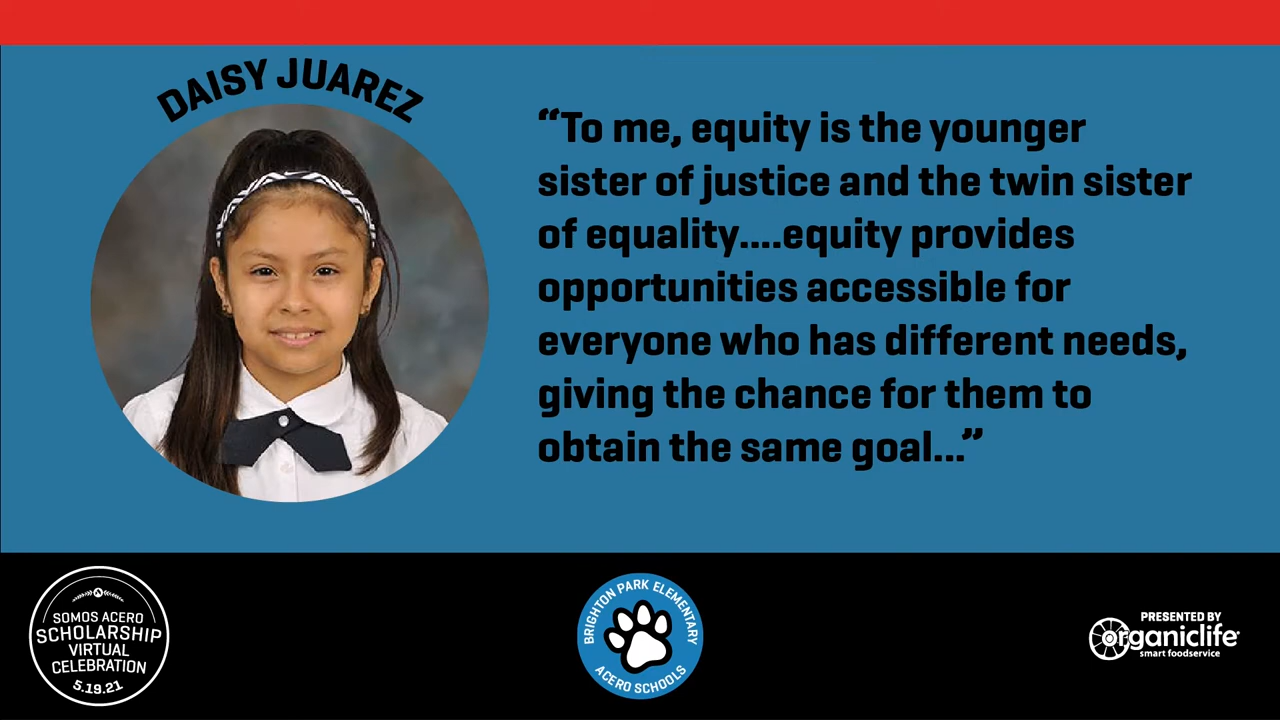 DAISY JUAREZ
“To me, equity is the younger
sister of justice and the twin sister
of equality....equity provides
opportunities accessible for
everyone who has different needs,
giving the chance for them to
obtain the same goal...”
SOMOS ACERO
SCHOLARSHIP
VIRTUAL
CELEBRATION
5.19.21
BRIGHTON PARK ELEMENTARY
ACERO SCHOOLS
PRESENTED BY
organiclife
smart foodservice